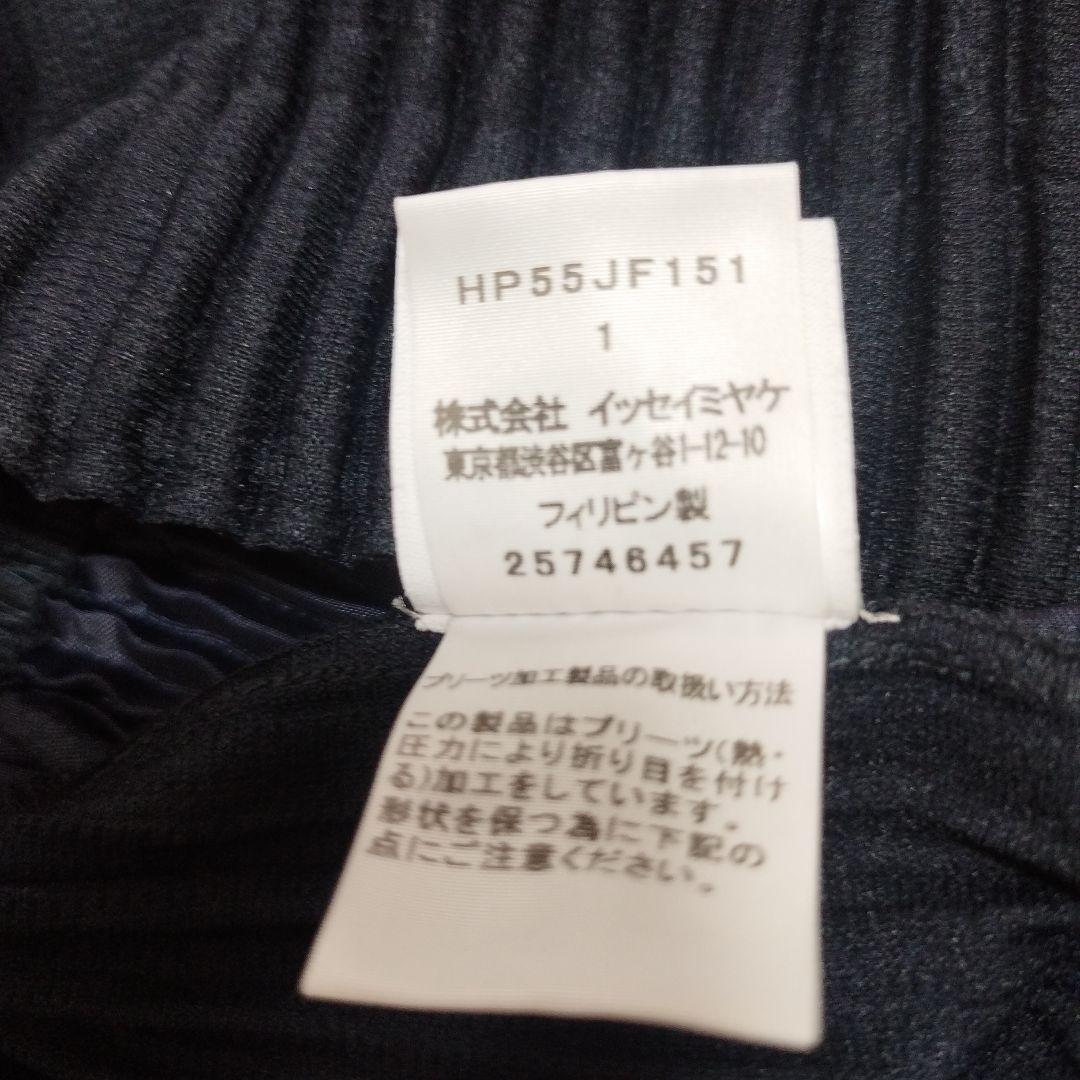 HP55JF151
1
株式会社 イッセイミヤケ
東京都渋谷区富ヶ谷1-12-10
フィリピン製
25746457
プリーツ加工製品の取扱い方法
この製品はプリーツ(熱・
圧力により折り目を付け
る)加工をしています。
形状を保つ為に下記の
点にご注意ください。